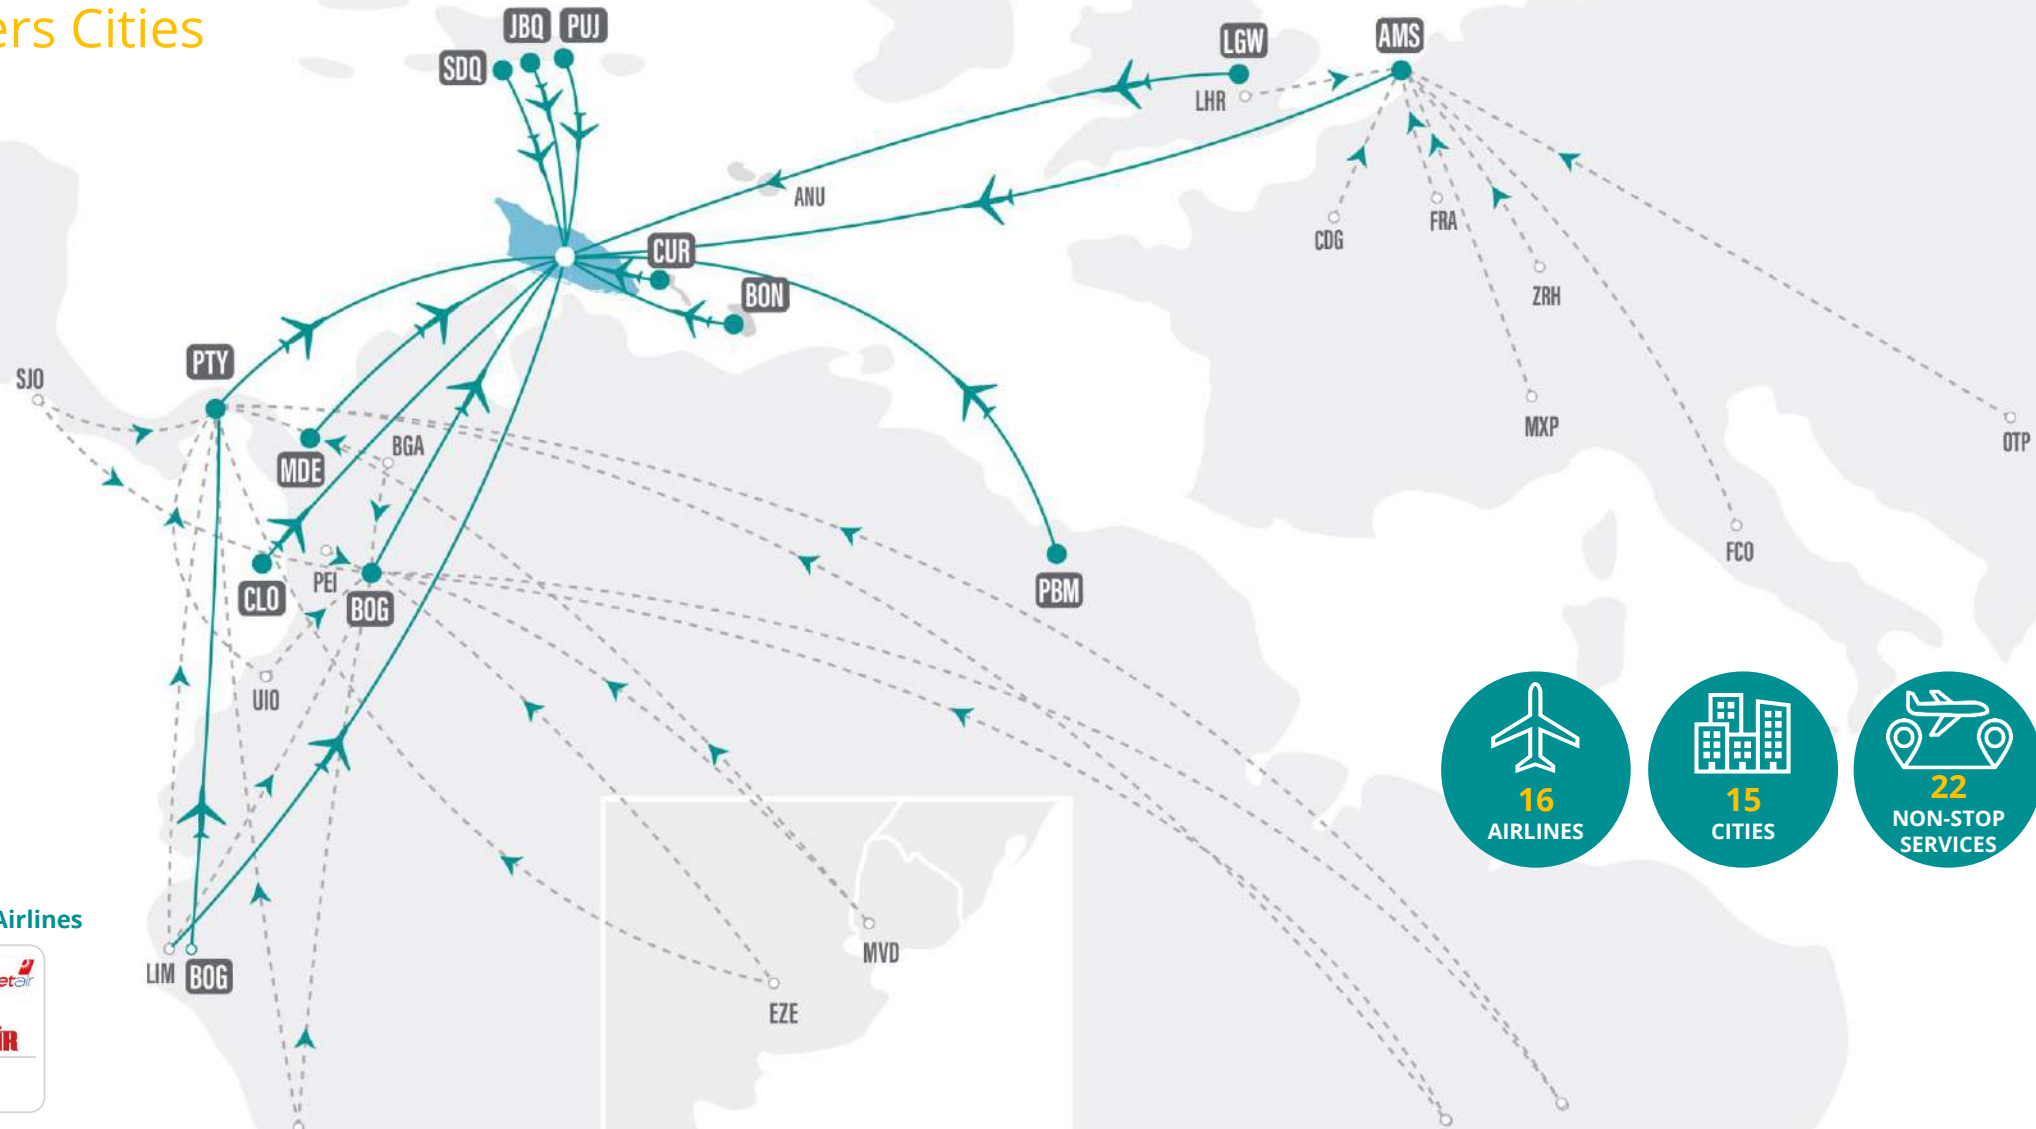 ers Cities
JBQ PUJ
SDQ
LGW
AMS
LHR
ANU
CDG
FRA
CUR
BON
ZRH
PTY
SJO
MXP
OTP
MDE
BGA
FCO
CLO
PEI
BOG
PBM
UIO
16
AIRLINES
15
CITIES
22
NON-STOP
SERVICES
Airlines
MVD
LIM BOG
etair
EZE
ÍR